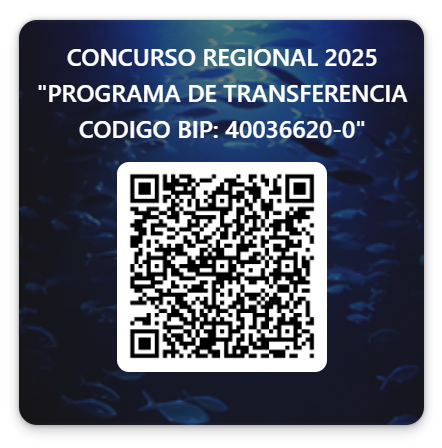 CONCURSO REGIONAL 2025
"PROGRAMA DE TRANSFERENCIA
CODIGO BIP: 40036620-0"